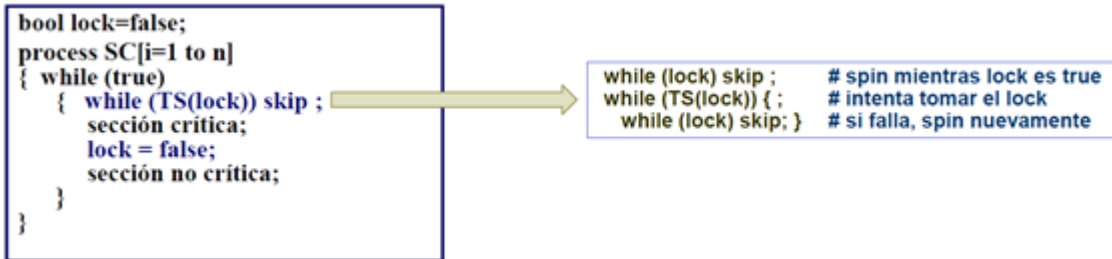 bool lock=false;
process SC[i=1 to n]
{ while (true)
{ while (TS(lock)) skip ;
sección crítica;
lock = false;
sección no crítica;
}
}
while (lock) skip ; # spin mientras lock es true
while (TS(lock)) { ; # intenta tomar el lock
while (lock) skip; } # si falla, spin nuevamente